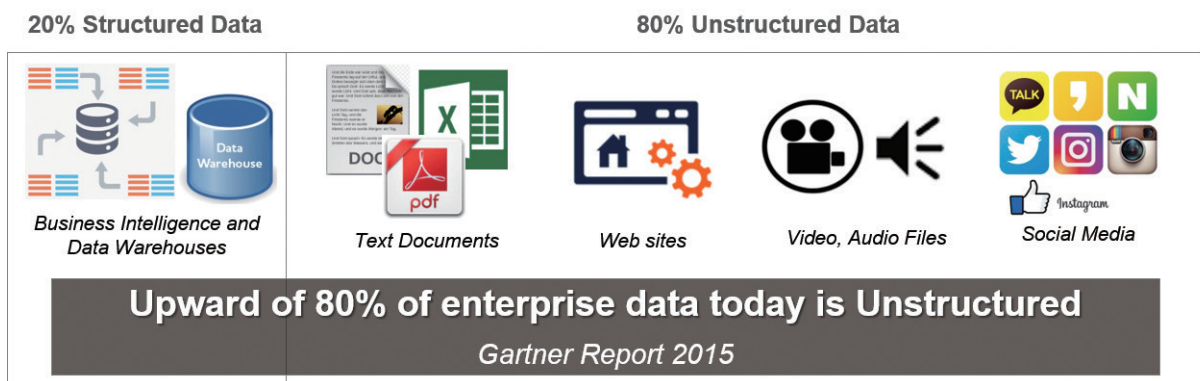 20% Structured Data
80% Unstructured Data
Data
Warehouse
DOC
X
pdf
TALK
N
Instagram
Business Intelligence and
Data Warehouses
Text Documents
Web sites
Video, Audio Files
Social Media
Upward of 80% of enterprise data today is Unstructured
Gartner Report 2015